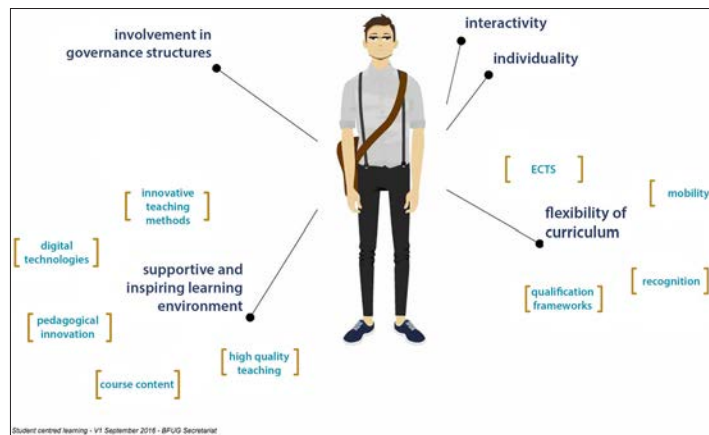 involvement in
governance structures
interactivity
individuality
[ ECTS ]
[ mobility ]
flexibility of
curriculum
[ qualification
frameworks ]
[ recognition ]
[ innovative
teaching
methods ]
[ digital
technologies ]
supportive and
inspiring learning
environment
[ pedagogical
innovation ]
[ high quality
teaching ]
[ course content ]
Student centred learning - V1 September 2016 - BFUG Secretariat